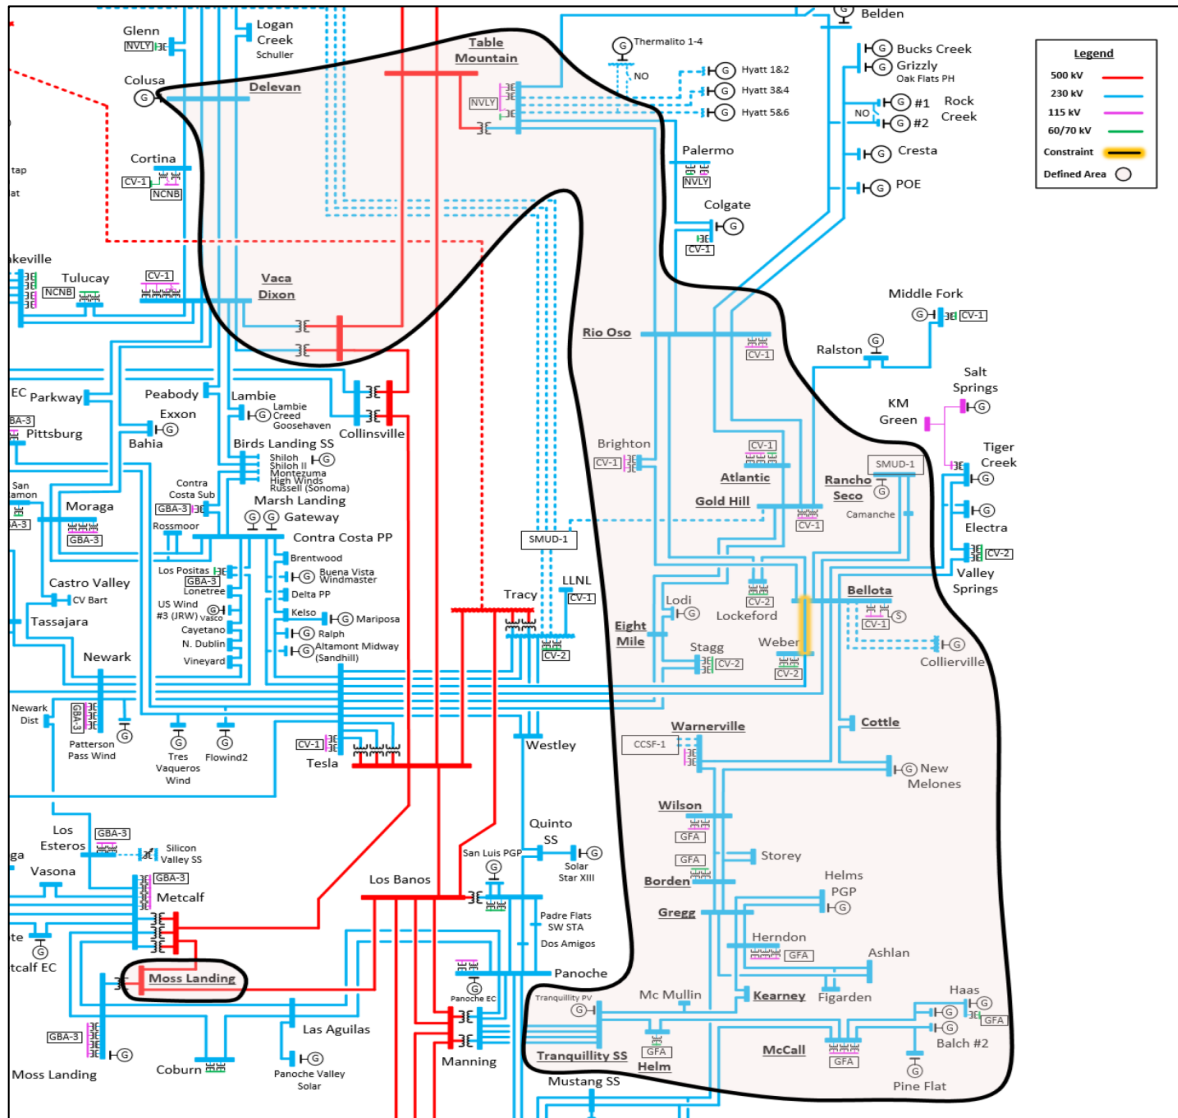 Glenn
NVLY
Logan
Creek
Schuller
Table
Mountain
G
Thermalito 1-4
NO
G
Belden
G
Bucks Creek
G
Grizzly
Oak Flats PH
Legend
500 kV
230 kV
115 kV
60/70 kV
Constraint
Defined Area
Colusa
G
Delevan
NVLY
G
Hyatt 1&2
G
Hyatt 3&4
G
Hyatt 5&6
G
#1
NO
G
#2
Rock
Creek
Cortina
CV-1
NCNB
tap
at
Palermo
NVLY
G
Cresta
G
POE
Colgate
G
CV-1
akeville
Tulucay
NCNB
CV-1
Vaca
Dixon
Rio Oso
CV-1
Middle Fork
G
CV-1
Ralston
G
Salt
Springs
G
KM
Green
EC
Parkway
Peabody
Lambie
G
Lambie
Creed
Goosehaven
Collinsville
Exxon
G
Bahia
BA-3
Pittsburg
Birds Landing SS
Shiloh
G
Shiloh II
Montezuma
High Winds
Russell (Sonoma)
Brighton
CV-1
CV-1
Atlantic
Gold Hill
CV-1
SMUD-1
G
Rancho
Seco
Camanche
Tiger
Creek
G
G
Electra
CV-2
Valley
Springs
San
amon
A-3
Moraga
GBA-3
Contra
Costa Sub
GBA-3
Rossmoor
Marsh Landing
G
G
Gateway
Contra Costa PP
Brentwood
G
Buena Vista
Windmaster
Delta PP
Kelso
G
Mariposa
G
Ralph
G
Altamont Midway
(Sandhill)
Los Positas
GBA-3
Lonetree
US Wind
#3 (JRW)
G
Vasco
Cayetano
N. Dublin
Vineyard
SMUD-1
LLNL
CV-1
Tracy
CV-2
Castro Valley
CV Bart
Tassajara
Lodi
G
Eight
Mile
Stagg
CV-2
CV-2
Lockeford
Weber
CV-2
Bellota
CV-1
S
G
Collierville
Newark
GBA-3
Newark
Dist
G
Patterson
Pass Wind
G
Tres
Vaqueros
Wind
G
Flowind2
CV-1
Tesla
Westley
Warnerville
CCSF-1
Cottle
G
New
Melones
Los
Esteros
GBA-3
Silicon
Valley SS
ga
Vasona
GBA-3
Metcalf
Quinto
SS
G
Solar
Star XIII
San Luis PGP
G
Los Banos
Wilson
GFA
GFA
Storey
Borden
Gregg
Helms
PGP
G
te
G
tcalf EC
Padre Flats
SW STA
Dos Amigos
Panoche
G
Panoche EC
Herndon
GFA
Ashlan
Figarden
Kearney
Moss Landing
GBA-3
G
Moss Landing
Coburn
Las Aguilas
G
Panoche Valley
Solar
Manning
Tranquillity PV
G
Tranquillity SS
Mc Mullin
GFA
Helm
McCall
GFA
Haas
G
GFA
G
G
Balch #2
G
Pine Flat
Mustang SS